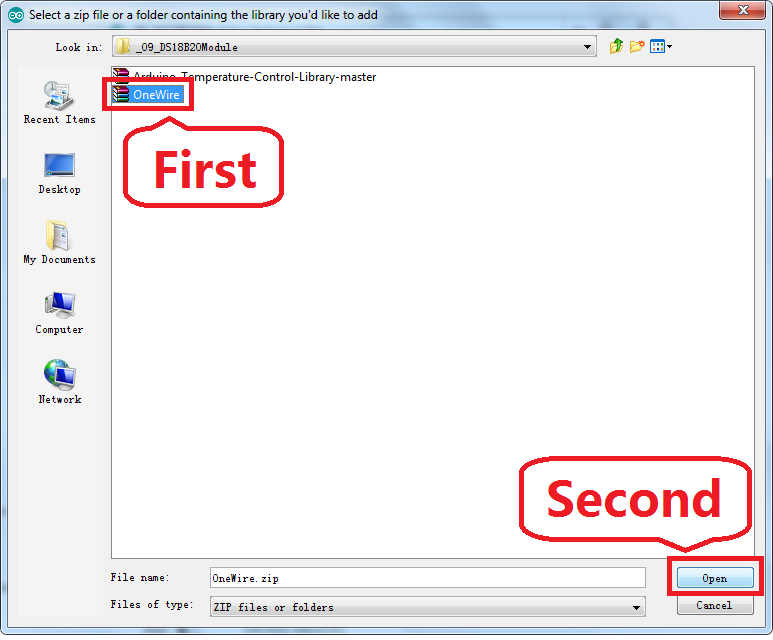 Select a zip file or a folder containing the library you'd like to add
Look in:
_09_DS18B20Module
Arduino-Temperature-Control-Library-master
OneWire
Recent Items
Desktop
My Documents
Computer
Network
First
Second
File name:
OneWire.zip
Open
Files of type:
ZIP files or folders
Cancel